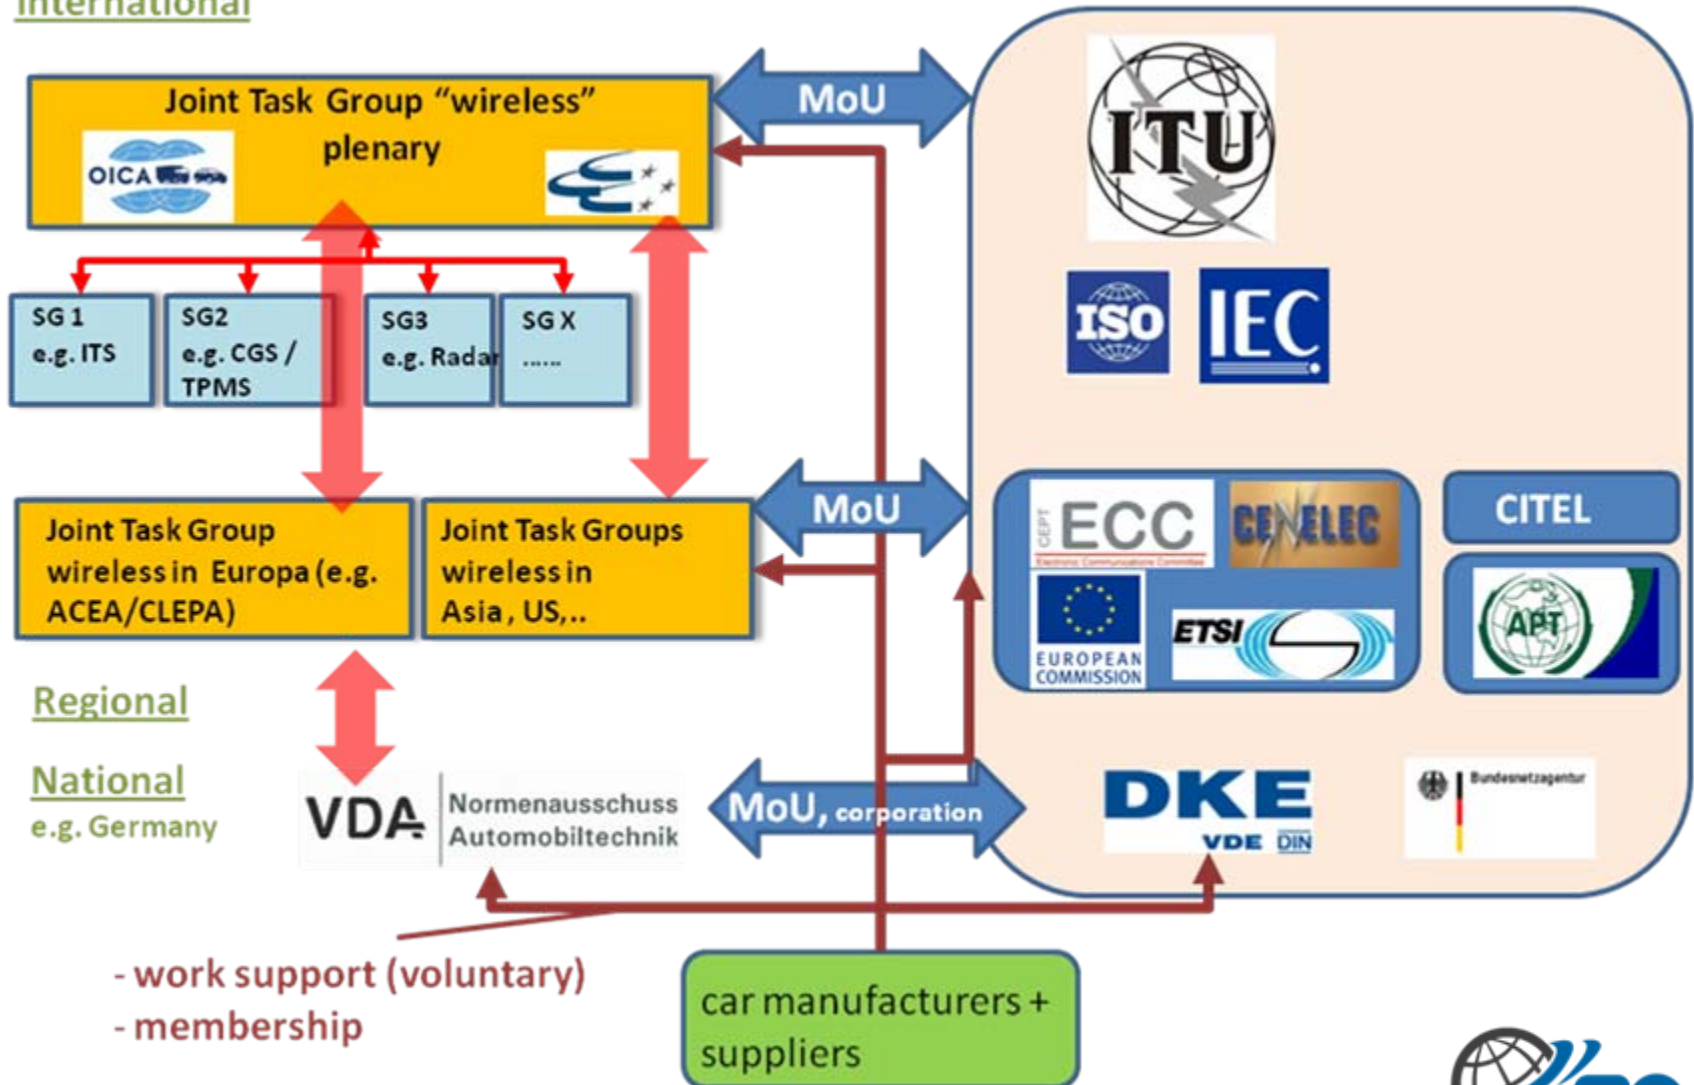 International
Joint Task Group “wireless”
plenary
OICA
MoU
ITU
ISO
IEC
SG 1
e.g. ITS
SG2
e.g. CGS /
TPMS
SG3
e.g. Radar
SG X
......
Joint Task Group
wireless in Europa (e.g.
ACEA/CLEPA)
Joint Task Groups
wireless in
Asia, US,..
MoU
CEPT
ECC
Electronic Communications Committee
CENELEC
CITEL
EUROPEAN
COMMISSION
ETSI
APT
Regional
National
e.g. Germany
VDA
Normenausschuss
Automobiltechnik
MoU, corporation
DKE
VDE DIN
Bundesnetzagentur
- work support (voluntary)
- membership
car manufacturers +
suppliers